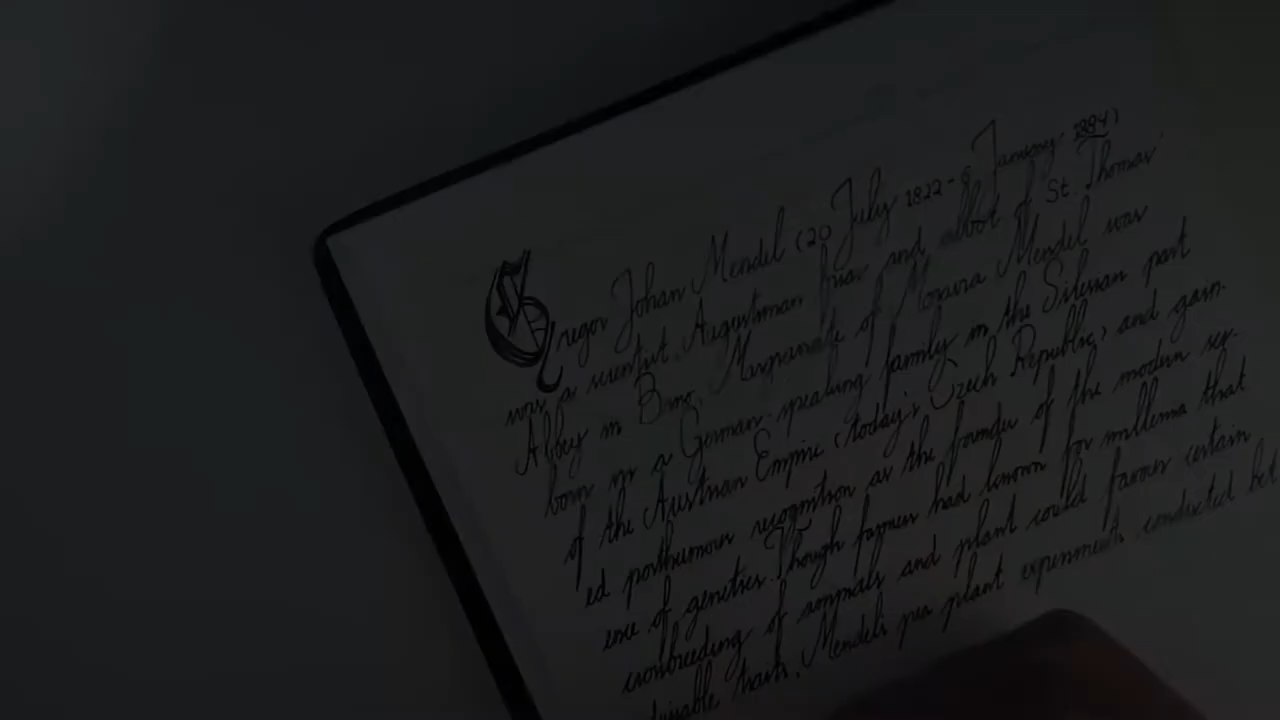 Gregor Johan Mendel (20 July 1822 - 8 January 1884)
was a scientist, Augustinian friar and abbot of St. Thomas'
Abbey in Brno, Margraviate of Moravia Mendel was
born in a German-speaking family in the Silesian part
of the Austrian Empire (today's Czech Republic) and gain-
ed posthumous recognition as the founder of the modern sci-
ence of genetics. Though farmers had known for millenia that
crossbreeding of animals and plant could favour certain
desirable traits, Mendel's pea plant experiments conducted bet